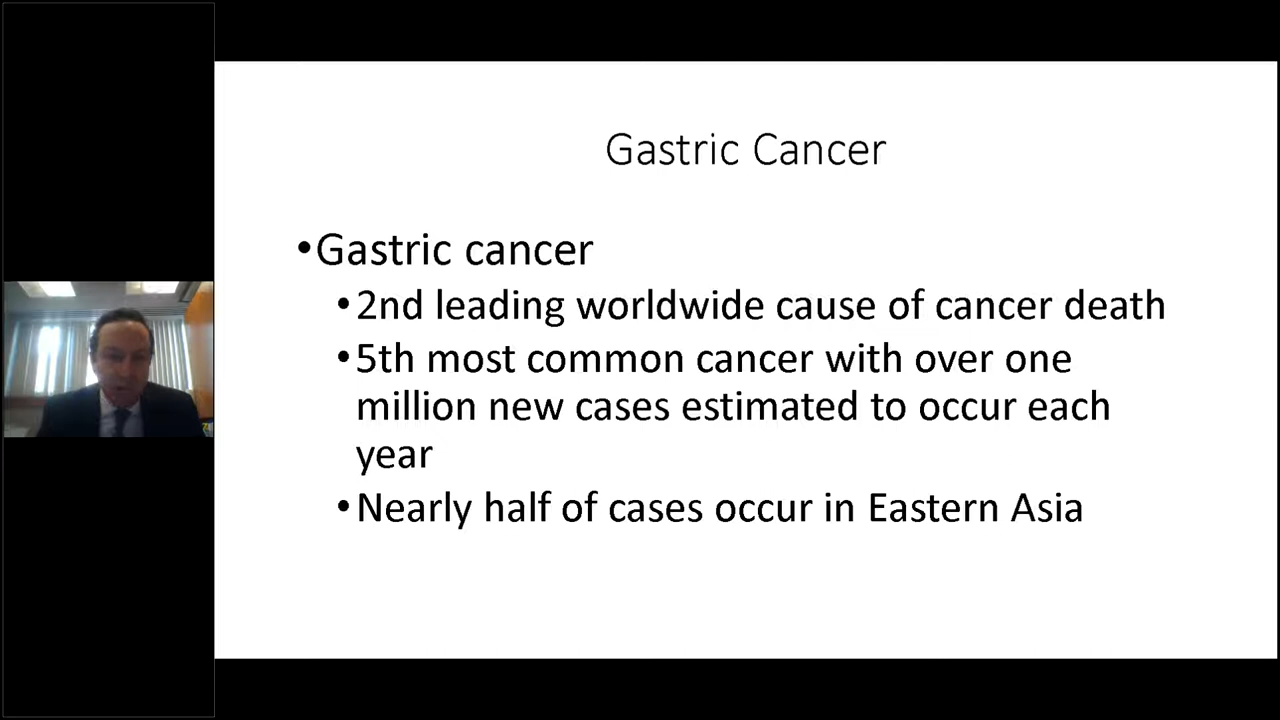 Gastric Cancer
•Gastric cancer
•2nd leading worldwide cause of cancer death
•5th most common cancer with over one
million new cases estimated to occur each
year
•Nearly half of cases occur in Eastern Asia